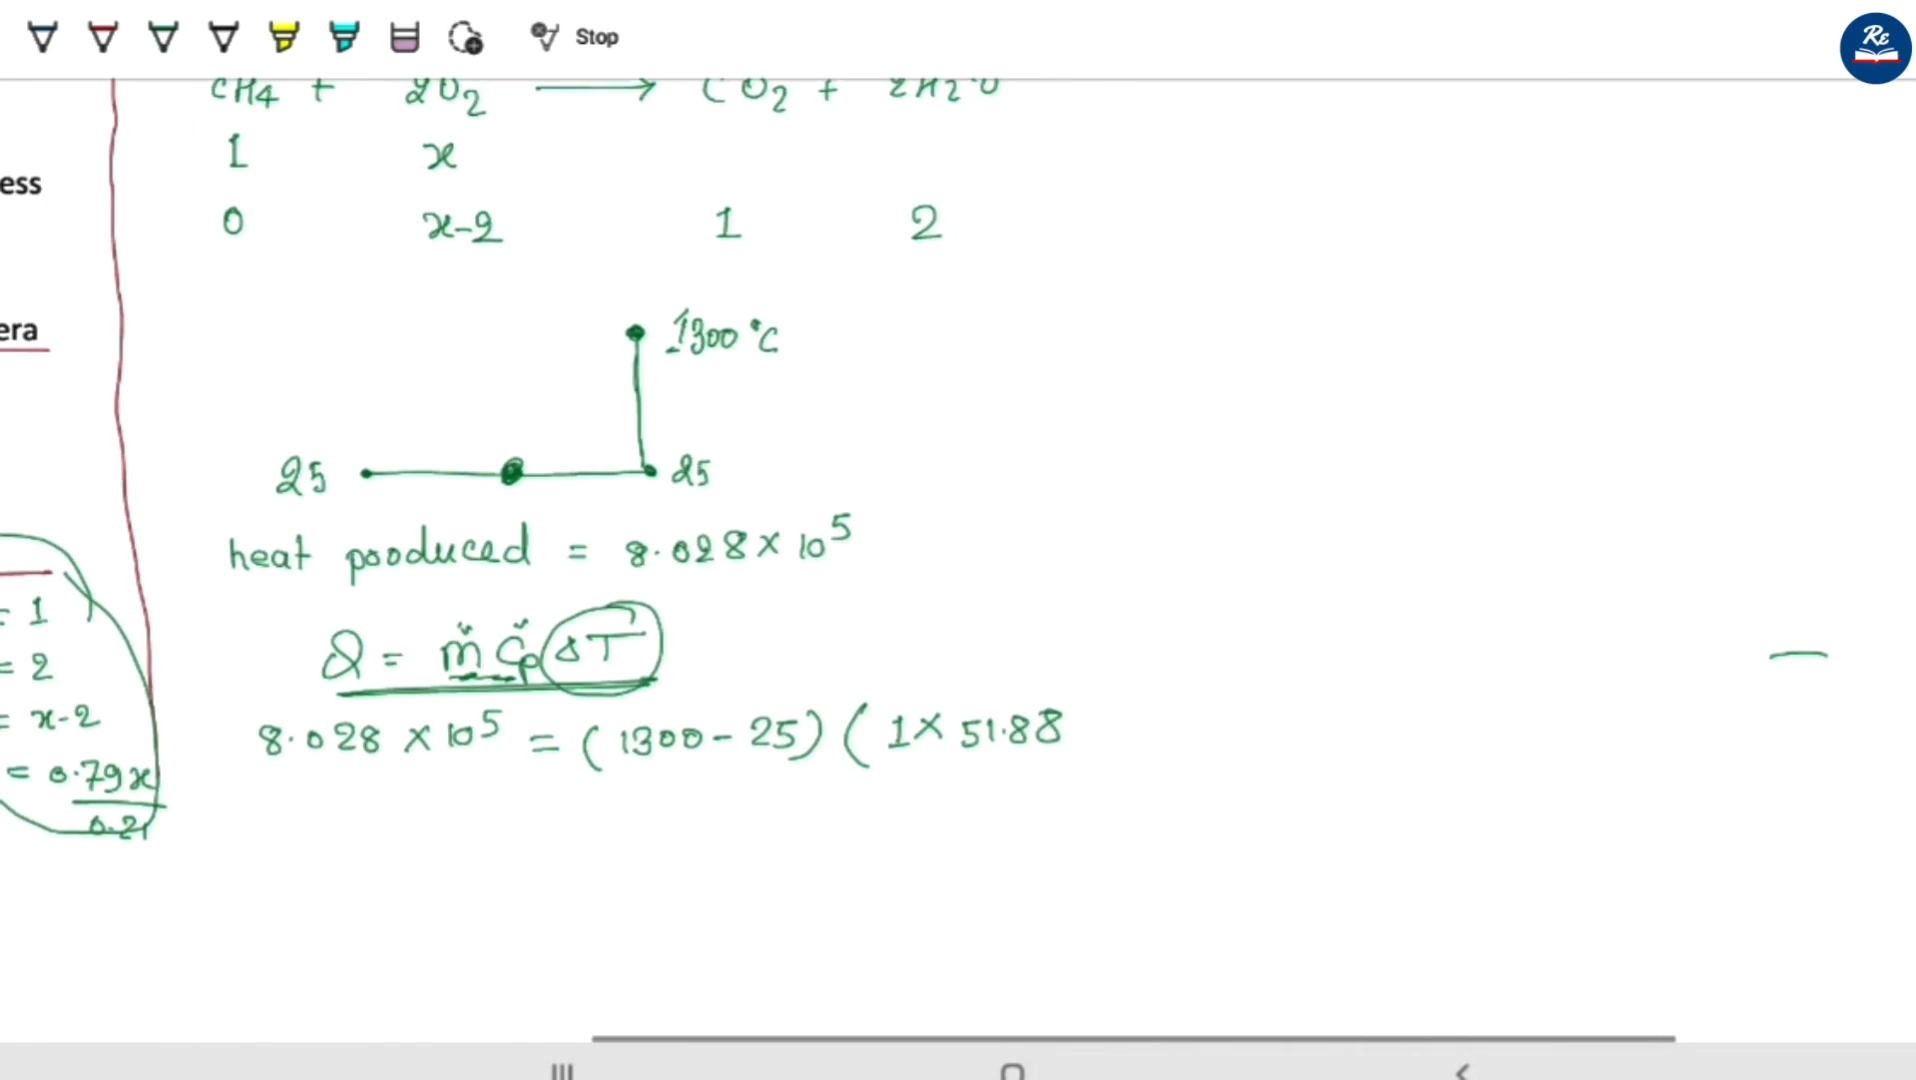 Stop
RE
CH4 + 2O2 ⟶ CO2 + 2H2O
1 x
ess
0 x-2 1 2
1300°C
era
25 25
heat produced = 8.028 × 10^5
= 1
Q = m Cp ΔT
= 2
= x-2
8.028 × 10^5 = (1300 - 25) ( 1 × 51.88
= 0.79x
0.21